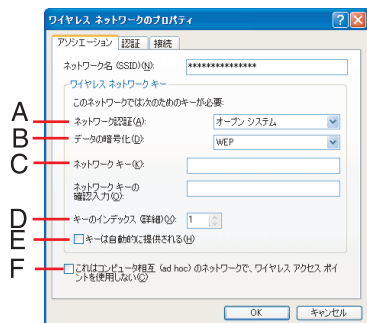 ワイヤレス ネットワークのプロパティ
アソシエーション 認証 接続
ネットワーク名 (SSID)(N): ***************
ワイヤレス ネットワーク キー
このネットワークでは次のためのキーが必要:
A ネットワーク認証(A): オープン システム
B データの暗号化(D): WEP
C ネットワーク キー(K):
ネットワーク キーの
確認入力(O):
D キーのインデックス (詳細)(X): 1
E キーは自動的に提供される(H)
F これはコンピュータ相互 (ad hoc) のネットワークで、ワイヤレス アクセス ポイ
ントを使用しない(C)
OK キャンセル